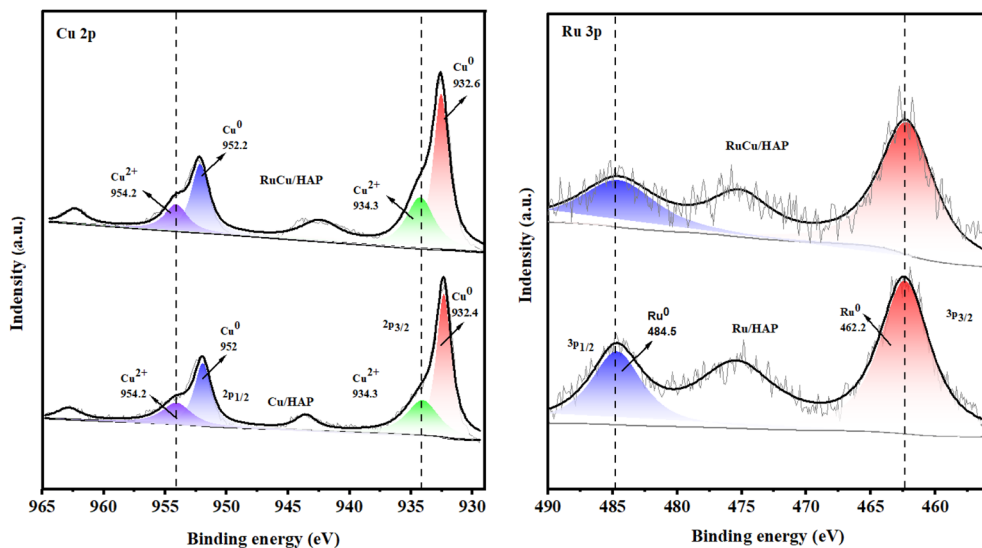 Cu 2p
Cu0
932.6
Cu0
952.2
Cu2+
954.2
RuCu/HAP
Cu2+
934.3
Cu0
932.4
2p3/2
Cu0
952
Cu2+
954.2
2p1/2
Cu/HAP
Cu2+
934.3
Indensity (a.u.)
965 960 955 950 945 940 935 930
Binding energy (eV)
Ru 3p
RuCu/HAP
Ru0
484.5
Ru/HAP
Ru0
462.2
3p3/2
3p1/2
Indensity (a.u.)
490 485 480 475 470 465 460
Binding energy (eV)